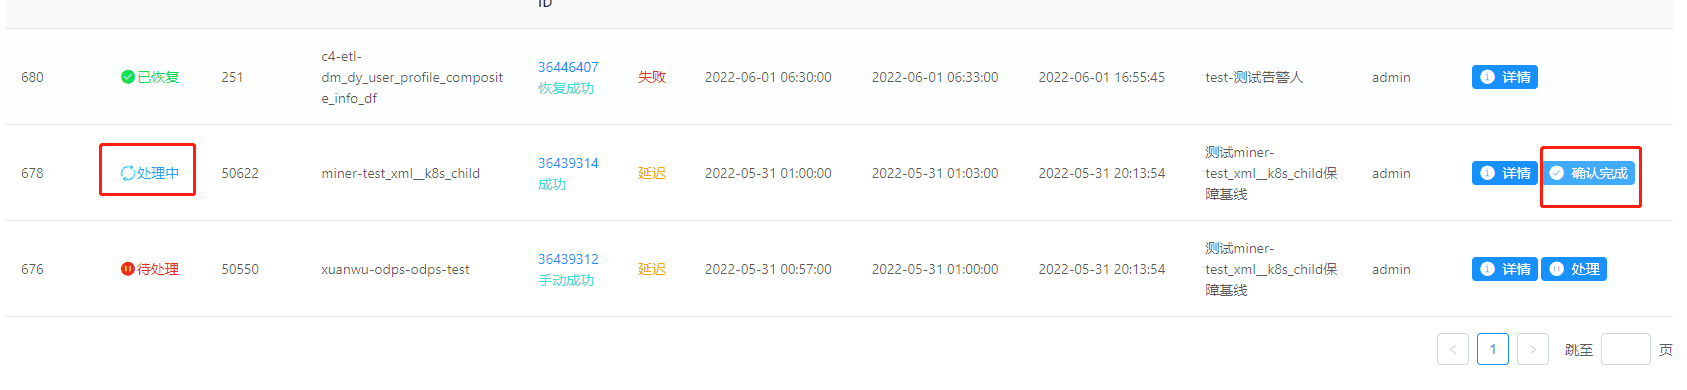 ID
680 已恢复 251 c4-etl-dm_dy_user_profile_composite_info_df 36446407 恢复成功 失败 2022-06-01 06:30:00 2022-06-01 06:33:00 2022-06-01 16:55:45 test-测试告警人 admin 详情
678 处理中 50622 miner-test_xml__k8s_child 36439314 成功 延迟 2022-05-31 01:00:00 2022-05-31 01:03:00 2022-05-31 20:13:54 测试miner-test_xml__k8s_child保障基线 admin 详情 确认完成
676 待处理 50550 xuanwu-odps-odps-test 36439312 手动成功 延迟 2022-05-31 00:57:00 2022-05-31 01:00:00 2022-05-31 20:13:54 测试miner-test_xml__k8s_child保障基线 admin 详情 处理
< 1 > 跳至 页